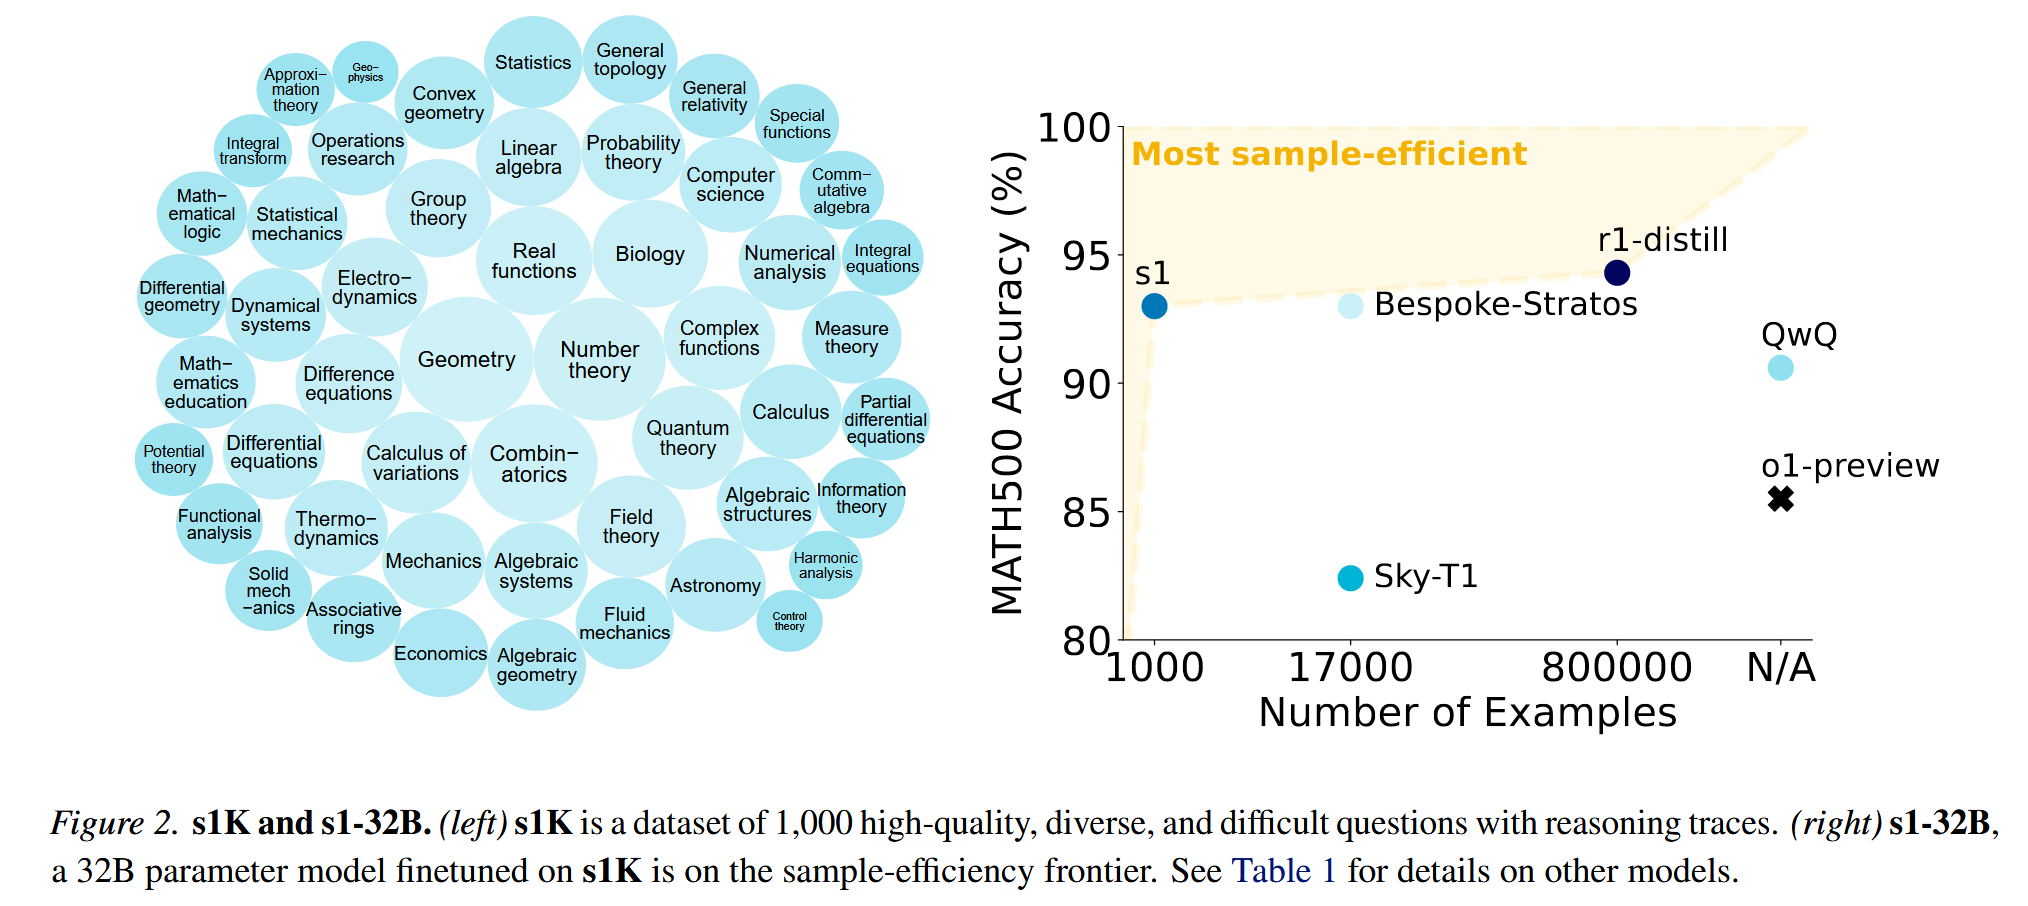 Statistics
General
topology
Geo−
physics
Approxi−
mation
theory
Convex
geometry
General
relativity
Special
functions
Integral
transform
Operations
research
Linear
algebra
Probability
theory
Computer
science
Comm−
utative
algebra
Math−
ematical
logic
Statistical
mechanics
Group
theory
Real
functions
Biology
Numerical
analysis
Integral
equations
Differential
geometry
Dynamical
systems
Electro−
dynamics
Geometry
Number
theory
Complex
functions
Measure
theory
Math−
ematics
education
Difference
equations
Calculus
Partial
differential
equations
Potential
theory
Differential
equations
Calculus of
variations
Combin−
atorics
Quantum
theory
Algebraic
structures
Information
theory
Functional
analysis
Thermo−
dynamics
Mechanics
Algebraic
systems
Field
theory
Astronomy
Harmonic
analysis
Solid
mech
−anics
Associative
rings
Economics
Algebraic
geometry
Fluid
mechanics
Control
theory
MATH500 Accuracy (%)
100
95
90
85
80
Most sample-efficient
s1
r1-distill
Bespoke-Stratos
QwQ
o1-preview
Sky-T1
1000
17000
800000
N/A
Number of Examples
Figure 2. s1K and s1-32B. (left) s1K is a dataset of 1,000 high-quality, diverse, and difficult questions with reasoning traces. (right) s1-32B,
a 32B parameter model finetuned on s1K is on the sample-efficiency frontier. See Table 1 for details on other models.